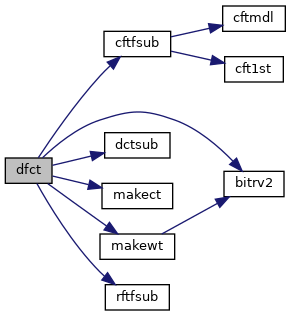 cftmdl
cftfsub
cft1st
dctsub
dfct
bitrv2
makect
makewt
rftfsub